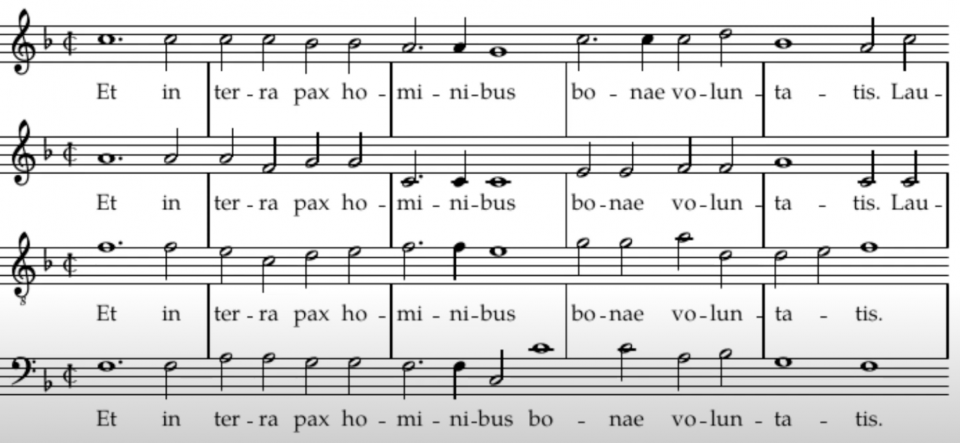 Et in ter - ra pax ho - mi - ni - bus bo - nae vo - lun - ta - tis. Lau -
Et in ter - ra pax ho - mi - ni - bus bo - nae vo - lun - ta - tis. Lau -
8
Et in ter - ra pax ho - mi - ni - bus bo - nae vo - lun - ta - tis.
Et in ter - ra pax ho - mi - ni - bus bo - nae vo - lun - ta - tis.